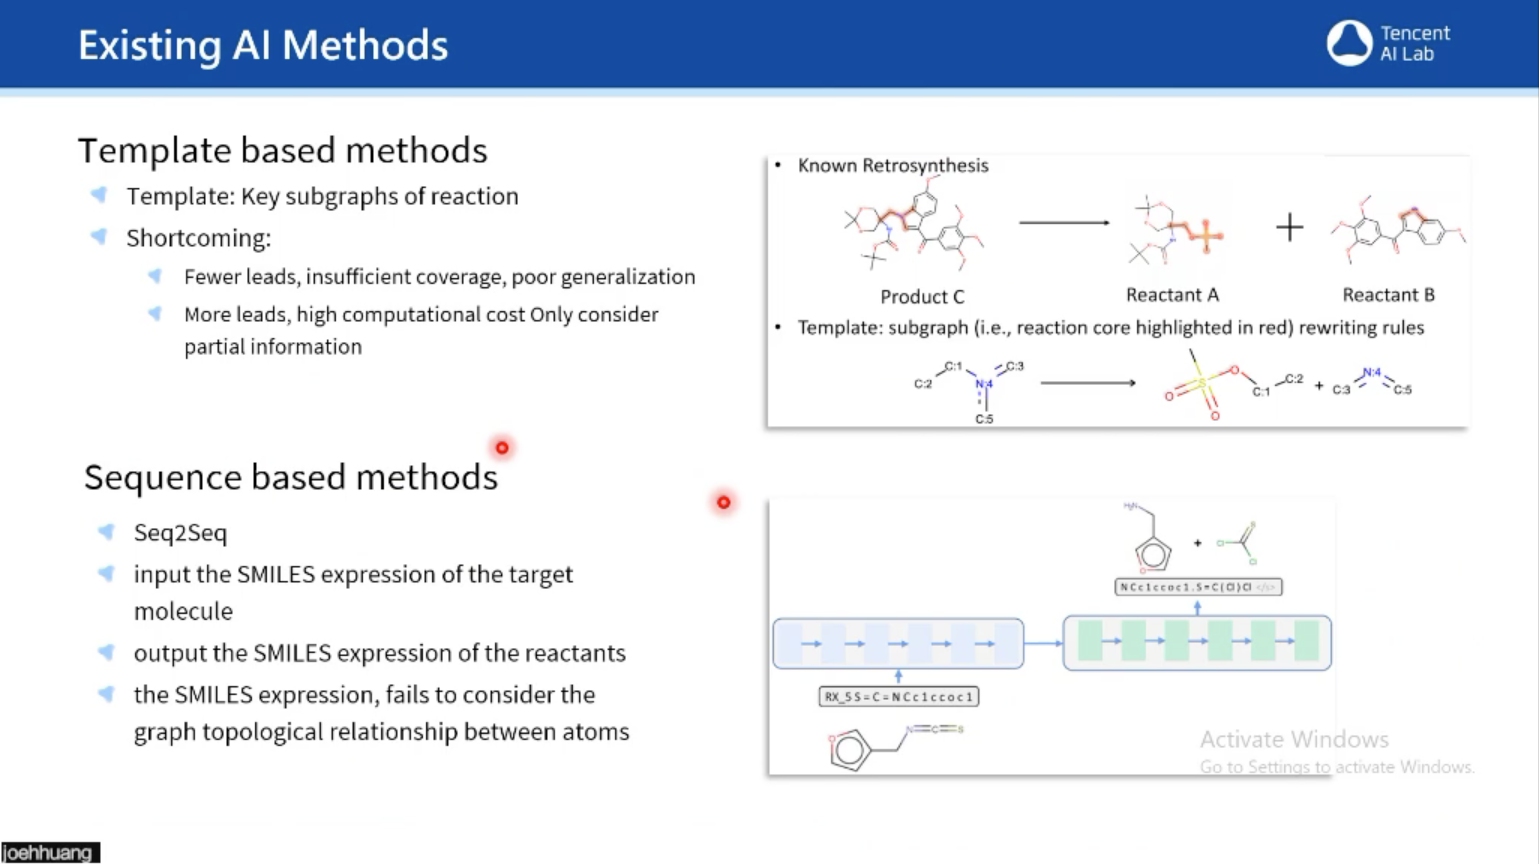 Existing AI Methods
Tencent
AI Lab
Template based methods
Template: Key subgraphs of reaction
Shortcoming:
Fewer leads, insufficient coverage, poor generalization
More leads, high computational cost Only consider
partial information
• Known Retrosynthesis
Product C
Reactant A
+
Reactant B
• Template: subgraph (i.e., reaction core highlighted in red) rewriting rules
C:2 C:1 N:4 C:3 C:5
O S O O C:1 C:2 + C:3 N:4 C:5
Sequence based methods
Seq2Seq
input the SMILES expression of the target
molecule
output the SMILES expression of the reactants
the SMILES expression, fails to consider the
graph topological relationship between atoms
H₂N O + Cl S Cl
NCc1ccoc1.S=C(Cl)Cl </s>
RX_5S=C=NCc1ccoc1
O N C S
Activate Windows
Go to Settings to activate Windows.
joehhuang